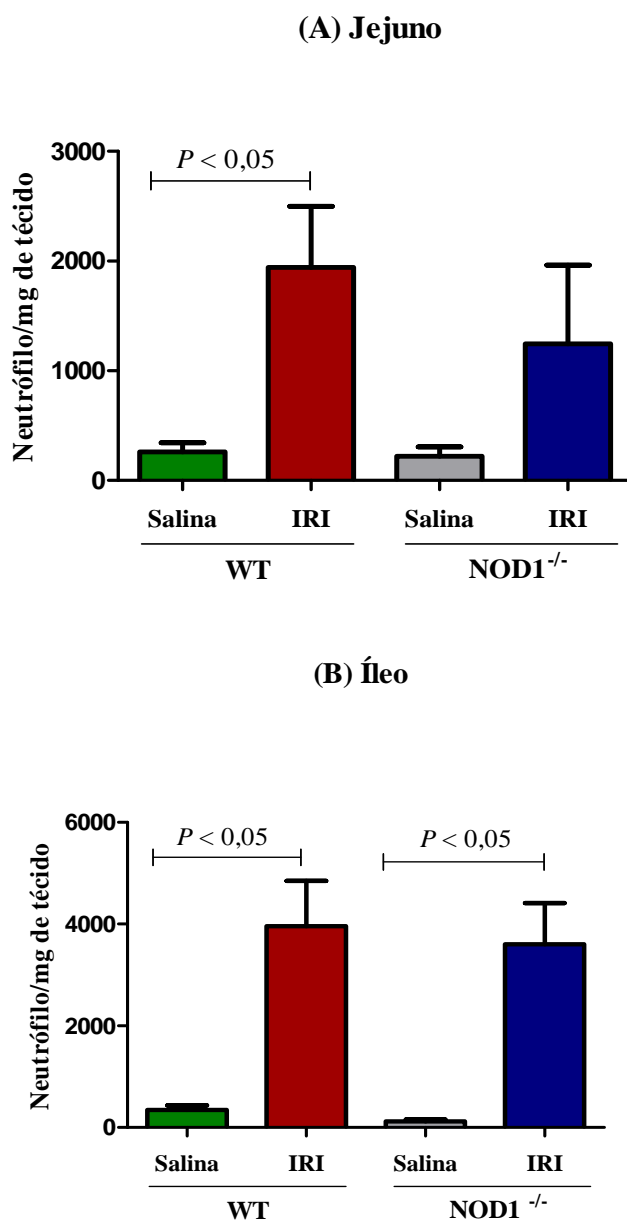 (A) Jejuno
3000
2000
1000
0
Neutrófilo/mg de técido
P < 0,05
Salina IRI Salina IRI
WT NOD1-/-
(B) Íleo
6000
4000
2000
0
Neutrófilo/mg de técido
P < 0,05 P < 0,05
Salina IRI Salina IRI
WT NOD1 -/-